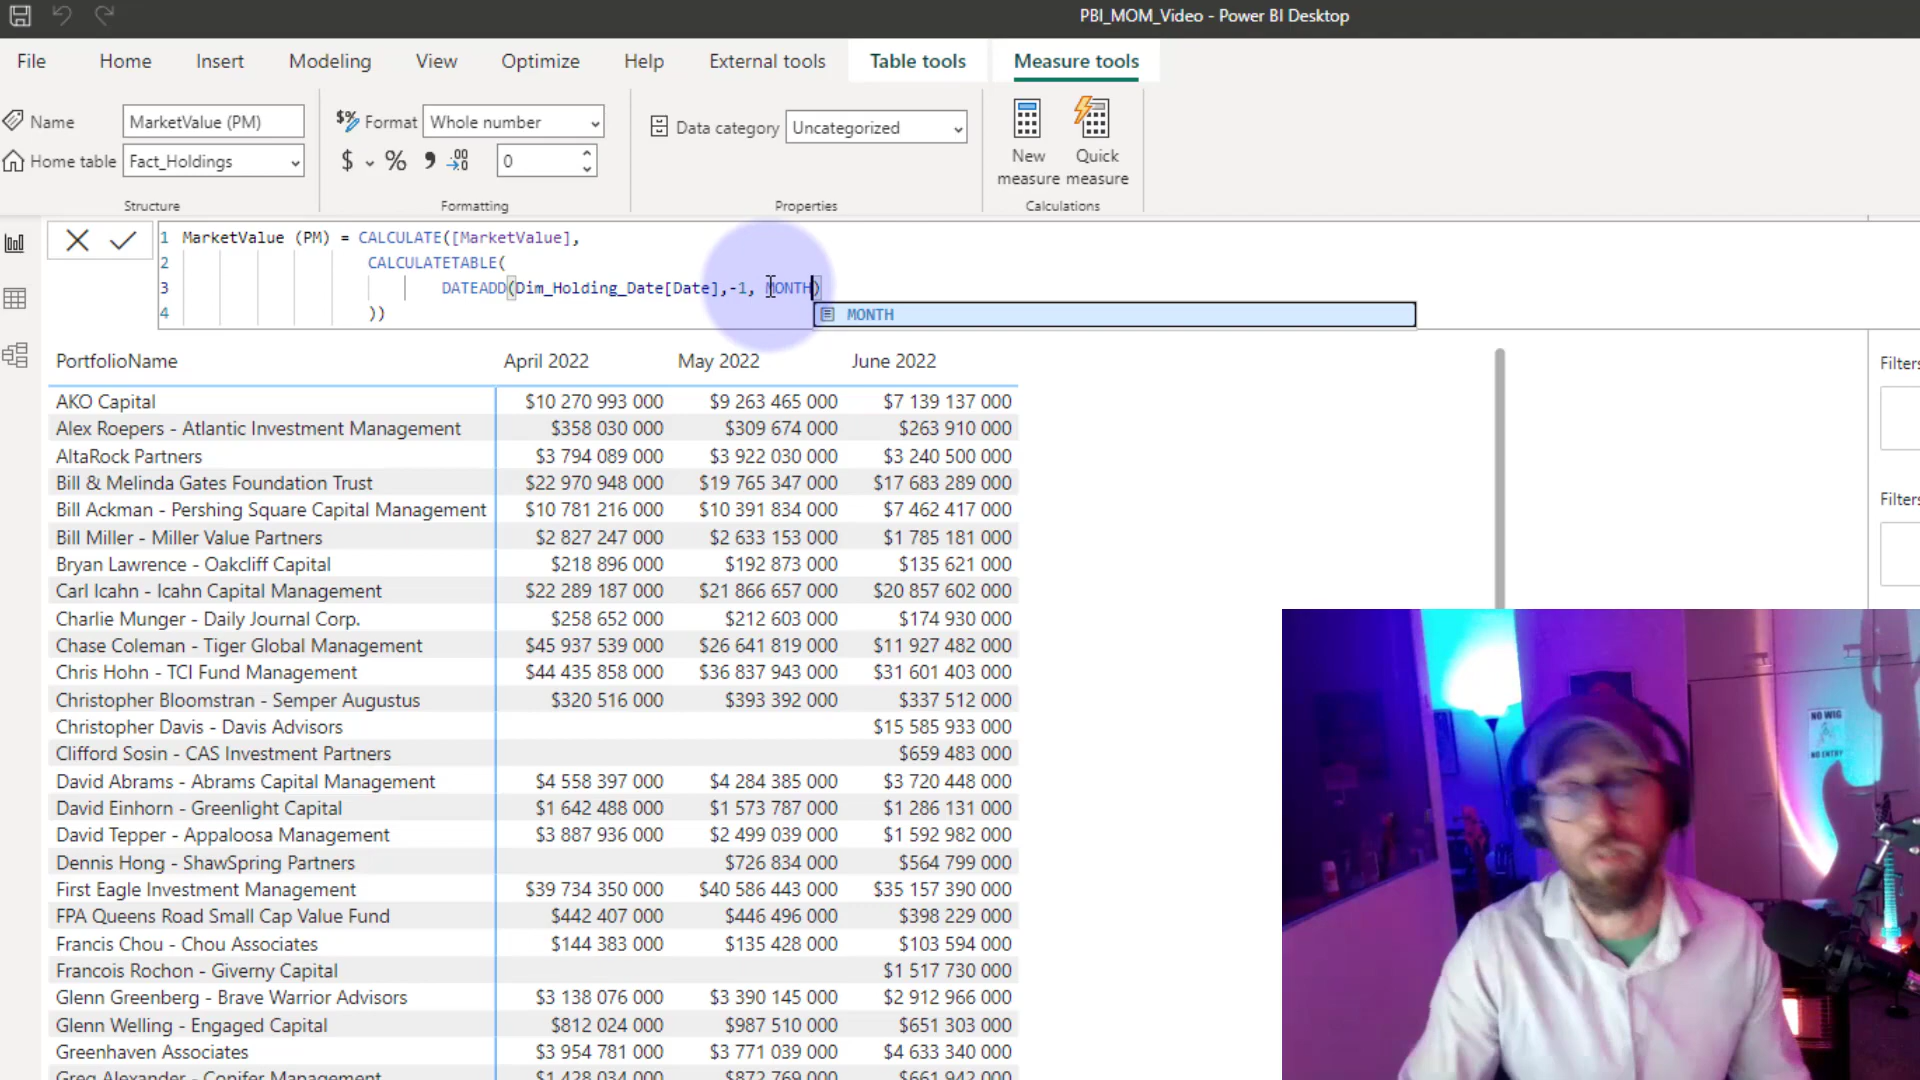 PBI_MOM_Video - Power BI Desktop
File Home Insert Modeling View Optimize Help External tools Table tools Measure tools
Name MarketValue (PM) Format Whole number Data category Uncategorized New measure Quick measure
Home table Fact_Holdings $ % 0
Structure Formatting Properties Calculations
1 MarketValue (PM) = CALCULATE([MarketValue],
2 CALCULATETABLE(
3 DATEADD(Dim_Holding_Date[Date],-1, MONTH)
4 ))
MONTH
PortfolioName April 2022 May 2022 June 2022
AKO Capital $10 270 993 000 $9 263 465 000 $7 139 137 000
Alex Roepers - Atlantic Investment Management $358 030 000 $309 674 000 $263 910 000
AltaRock Partners $3 794 089 000 $3 922 030 000 $3 240 500 000
Bill & Melinda Gates Foundation Trust $22 970 948 000 $19 765 347 000 $17 683 289 000
Bill Ackman - Pershing Square Capital Management $10 781 216 000 $10 391 834 000 $7 462 417 000
Bill Miller - Miller Value Partners $2 827 247 000 $2 633 153 000 $1 785 181 000
Bryan Lawrence - Oakcliff Capital $218 896 000 $192 873 000 $135 621 000
Carl Icahn - Icahn Capital Management $22 289 187 000 $21 866 657 000 $20 857 602 000
Charlie Munger - Daily Journal Corp. $258 652 000 $212 603 000 $174 930 000
Chase Coleman - Tiger Global Management $45 937 539 000 $26 641 819 000 $11 927 482 000
Chris Hohn - TCI Fund Management $44 435 858 000 $36 837 943 000 $31 601 403 000
Christopher Bloomstran - Semper Augustus $320 516 000 $393 392 000 $337 512 000
Christopher Davis - Davis Advisors $15 585 933 000
Clifford Sosin - CAS Investment Partners $659 483 000
David Abrams - Abrams Capital Management $4 558 397 000 $4 284 385 000 $3 720 448 000
David Einhorn - Greenlight Capital $1 642 488 000 $1 573 787 000 $1 286 131 000
David Tepper - Appaloosa Management $3 887 936 000 $2 499 039 000 $1 592 982 000
Dennis Hong - ShawSpring Partners $726 834 000 $564 799 000
First Eagle Investment Management $39 734 350 000 $40 586 443 000 $35 157 390 000
FPA Queens Road Small Cap Value Fund $442 407 000 $446 496 000 $398 229 000
Francis Chou - Chou Associates $144 383 000 $135 428 000 $103 594 000
Francois Rochon - Giverny Capital $1 517 730 000
Glenn Greenberg - Brave Warrior Advisors $3 138 076 000 $3 390 145 000 $2 912 966 000
Glenn Welling - Engaged Capital $812 024 000 $987 510 000 $651 303 000
Greenhaven Associates $3 954 781 000 $3 771 039 000 $4 633 340 000
Greg Alexander - Conifer Management $1 428 034 000 $872 769 000 $661 942 000
Filters
Filters
NO WIG
NO ENTRY